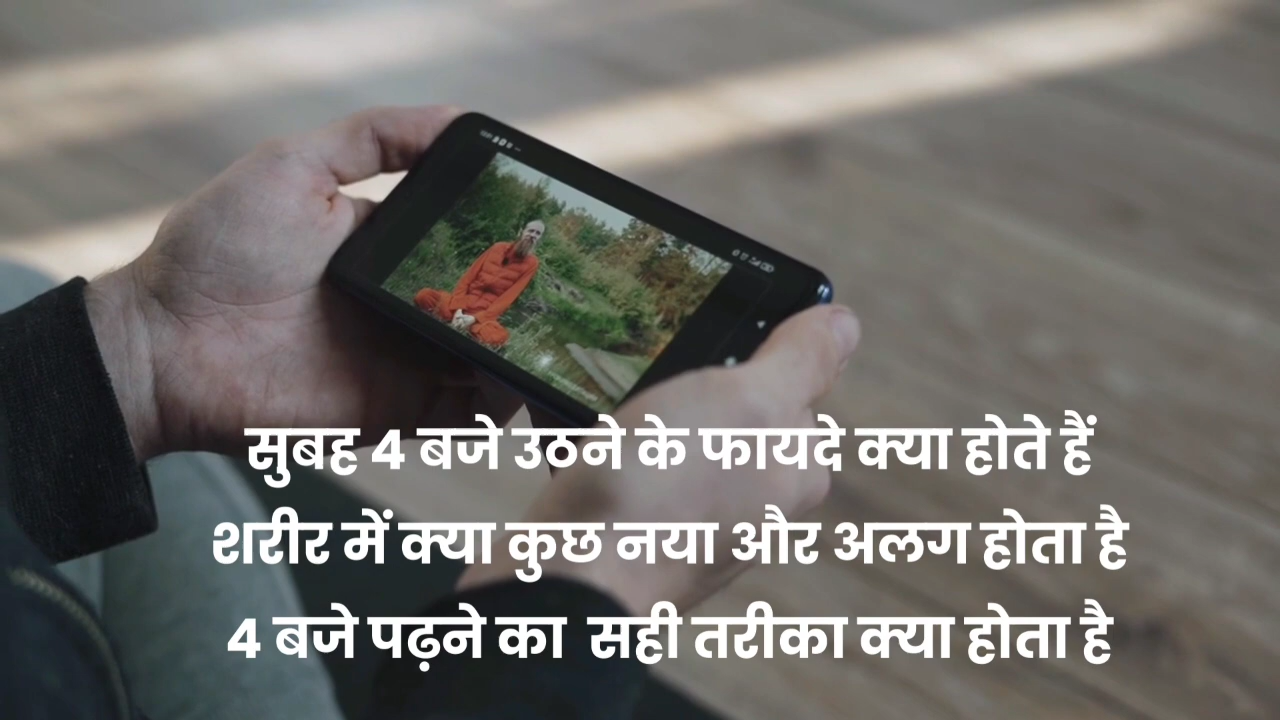 सुबह 4 बजे उठने के फायदे क्या होते हैं
शरीर में क्या कुछ नया और अलग होता है
4 बजे पढ़ने का सही तरीका क्या होता है